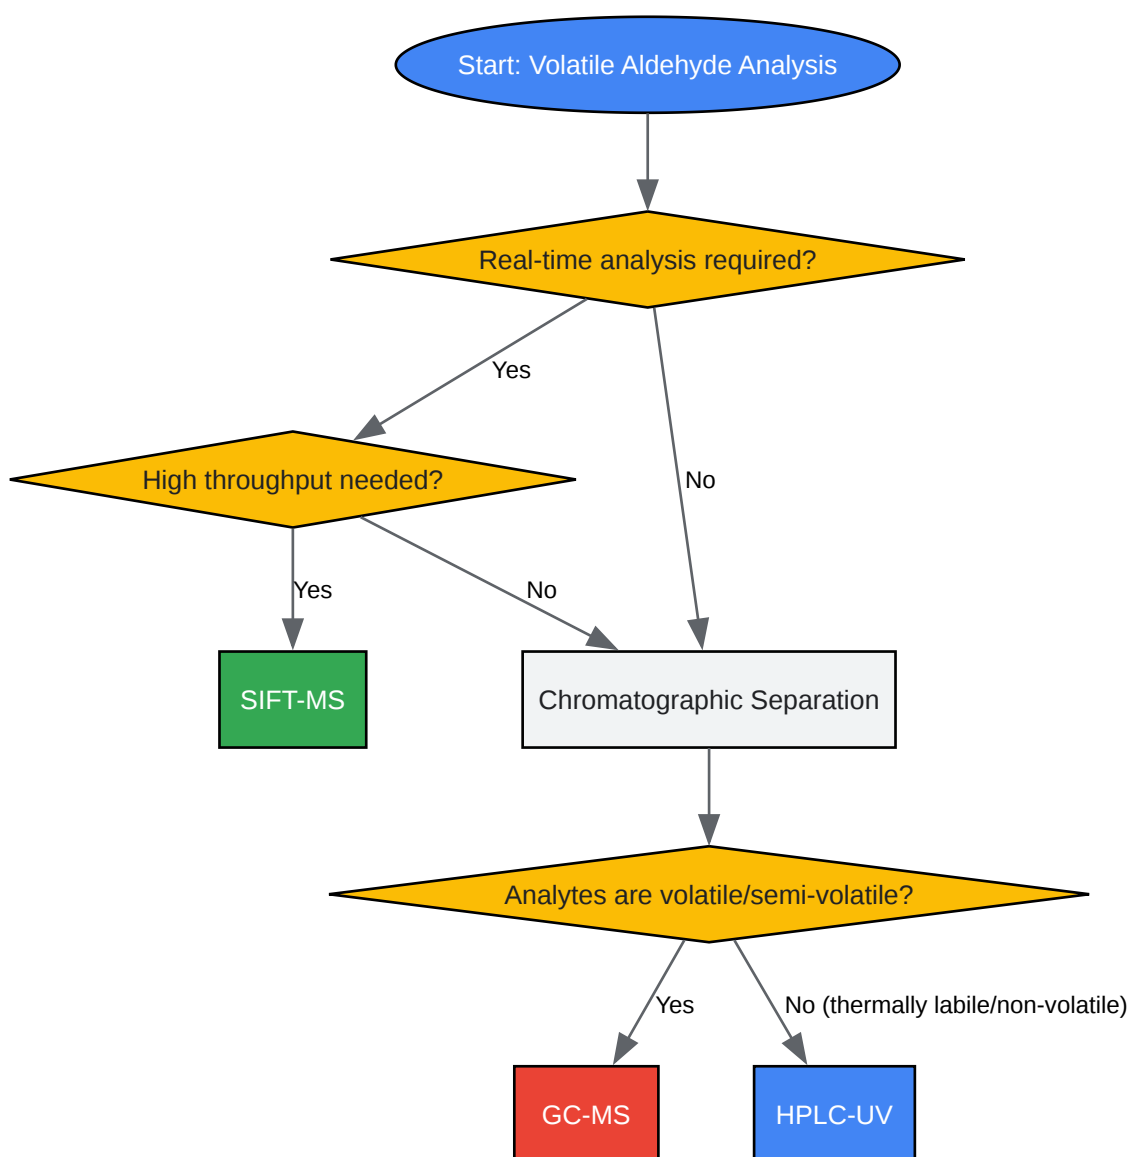 Start: Volatile Aldehyde Analysis
Real-time analysis required?
Yes
High throughput needed?
No
Yes
No
SIFT-MS
Chromatographic Separation
Analytes are volatile/semi-volatile?
Yes
No (thermally labile/non-volatile)
GC-MS
HPLC-UV